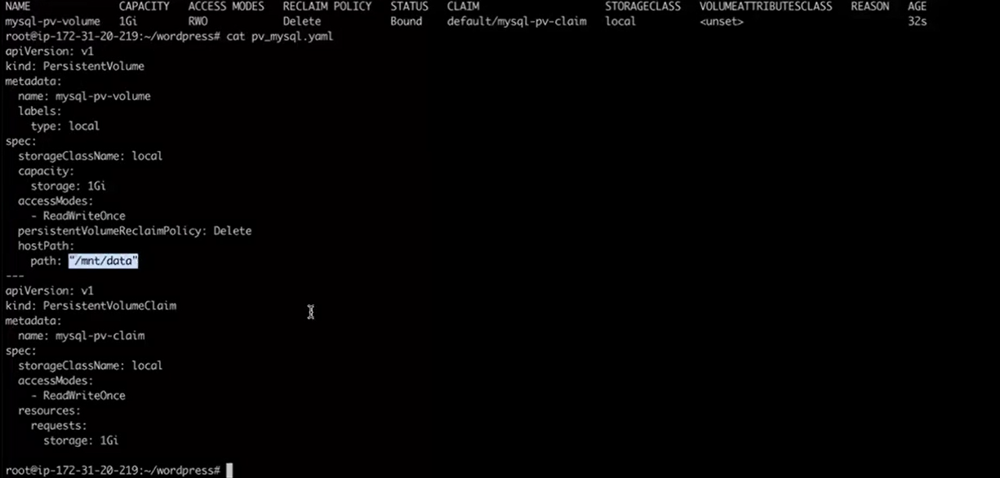 NAME CAPACITY ACCESS MODES RECLAIM POLICY STATUS CLAIM STORAGECLASS VOLUMEATTRIBUTESCLASS REASON AGE
mysql-pv-volume 1Gi RWO Delete Bound default/mysql-pv-claim local <unset> 32s
root@ip-172-31-20-219:~/wordpress# cat pv_mysql.yaml
apiVersion: v1
kind: PersistentVolume
metadata:
  name: mysql-pv-volume
  labels:
    type: local
spec:
  storageClassName: local
  capacity:
    storage: 1Gi
  accessModes:
    - ReadWriteOnce
  persistentVolumeReclaimPolicy: Delete
  hostPath:
    path: "/mnt/data"
---
apiVersion: v1
kind: PersistentVolumeClaim
metadata:
  name: mysql-pv-claim
spec:
  storageClassName: local
  accessModes:
    - ReadWriteOnce
  resources:
    requests:
      storage: 1Gi
root@ip-172-31-20-219:~/wordpress#